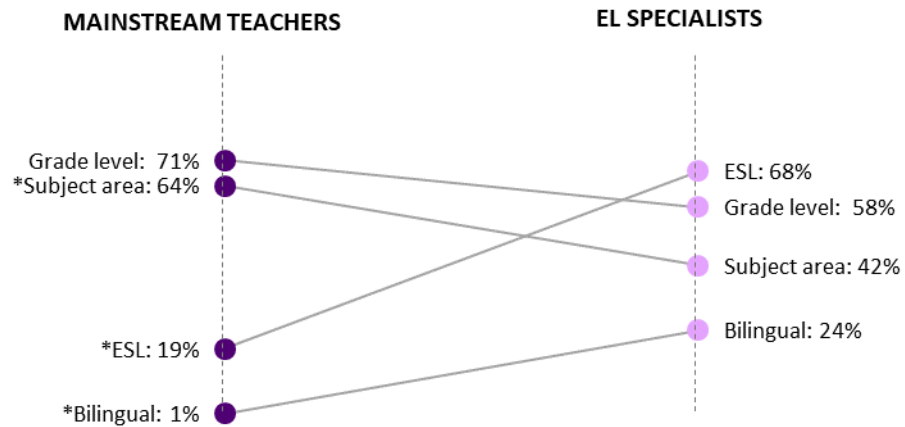 MAINSTREAM TEACHERS
EL SPECIALISTS
Grade level: 71%
*Subject area: 64%
*ESL: 19%
*Bilingual: 1%
ESL: 68%
Grade level: 58%
Subject area: 42%
Bilingual: 24%